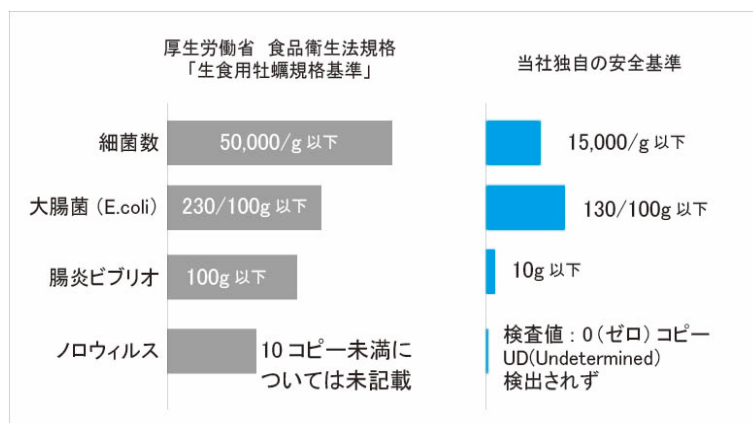 厚生労働省 食品衛生法規格
「生食用牡蠣規格基準」
当社独自の安全基準
細菌数
50,000/g 以下
15,000/g 以下
大腸菌（E.coli）
230/100g 以下
130/100g 以下
腸炎ビブリオ
100g 以下
10g 以下
ノロウィルス
10 コピー未満に
ついては未記載
検査値：0（ゼロ）コピー
UD(Undetermined)
検出されず